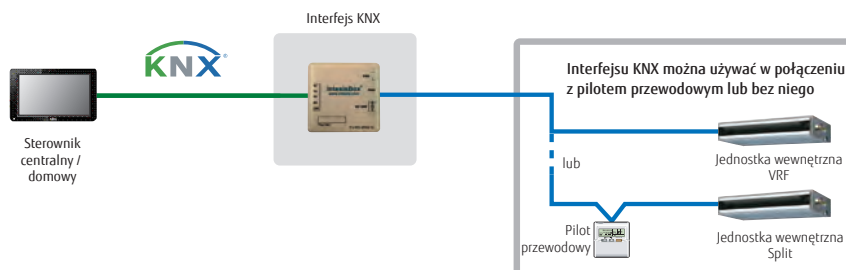 Interfejs KNX
KNX
Interfejsu KNX można używać w połączeniu
z pilotem przewodowym lub bez niego
Sterownik
centralny /
domowy
lub
Jednostka wewnętrzna
VRF
Pilot
przewodowy
Jednostka wewnętrzna
Split